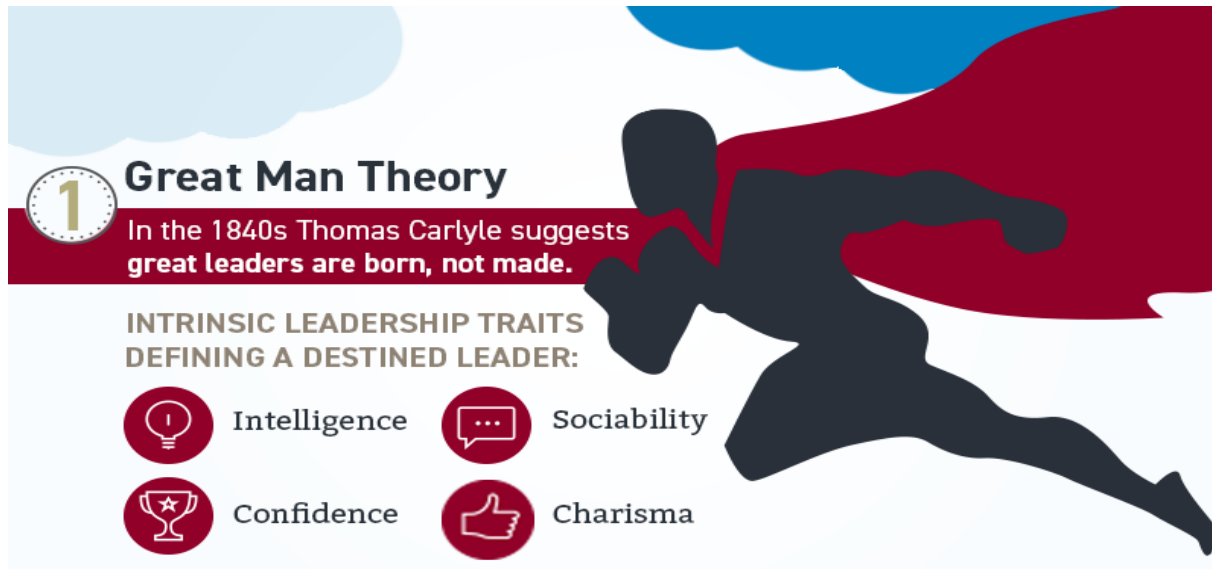 1
Great Man Theory
In the 1840s Thomas Carlyle suggests
great leaders are born, not made.
INTRINSIC LEADERSHIP TRAITS
DEFINING A DESTINED LEADER:
Intelligence
Sociability
Confidence
Charisma